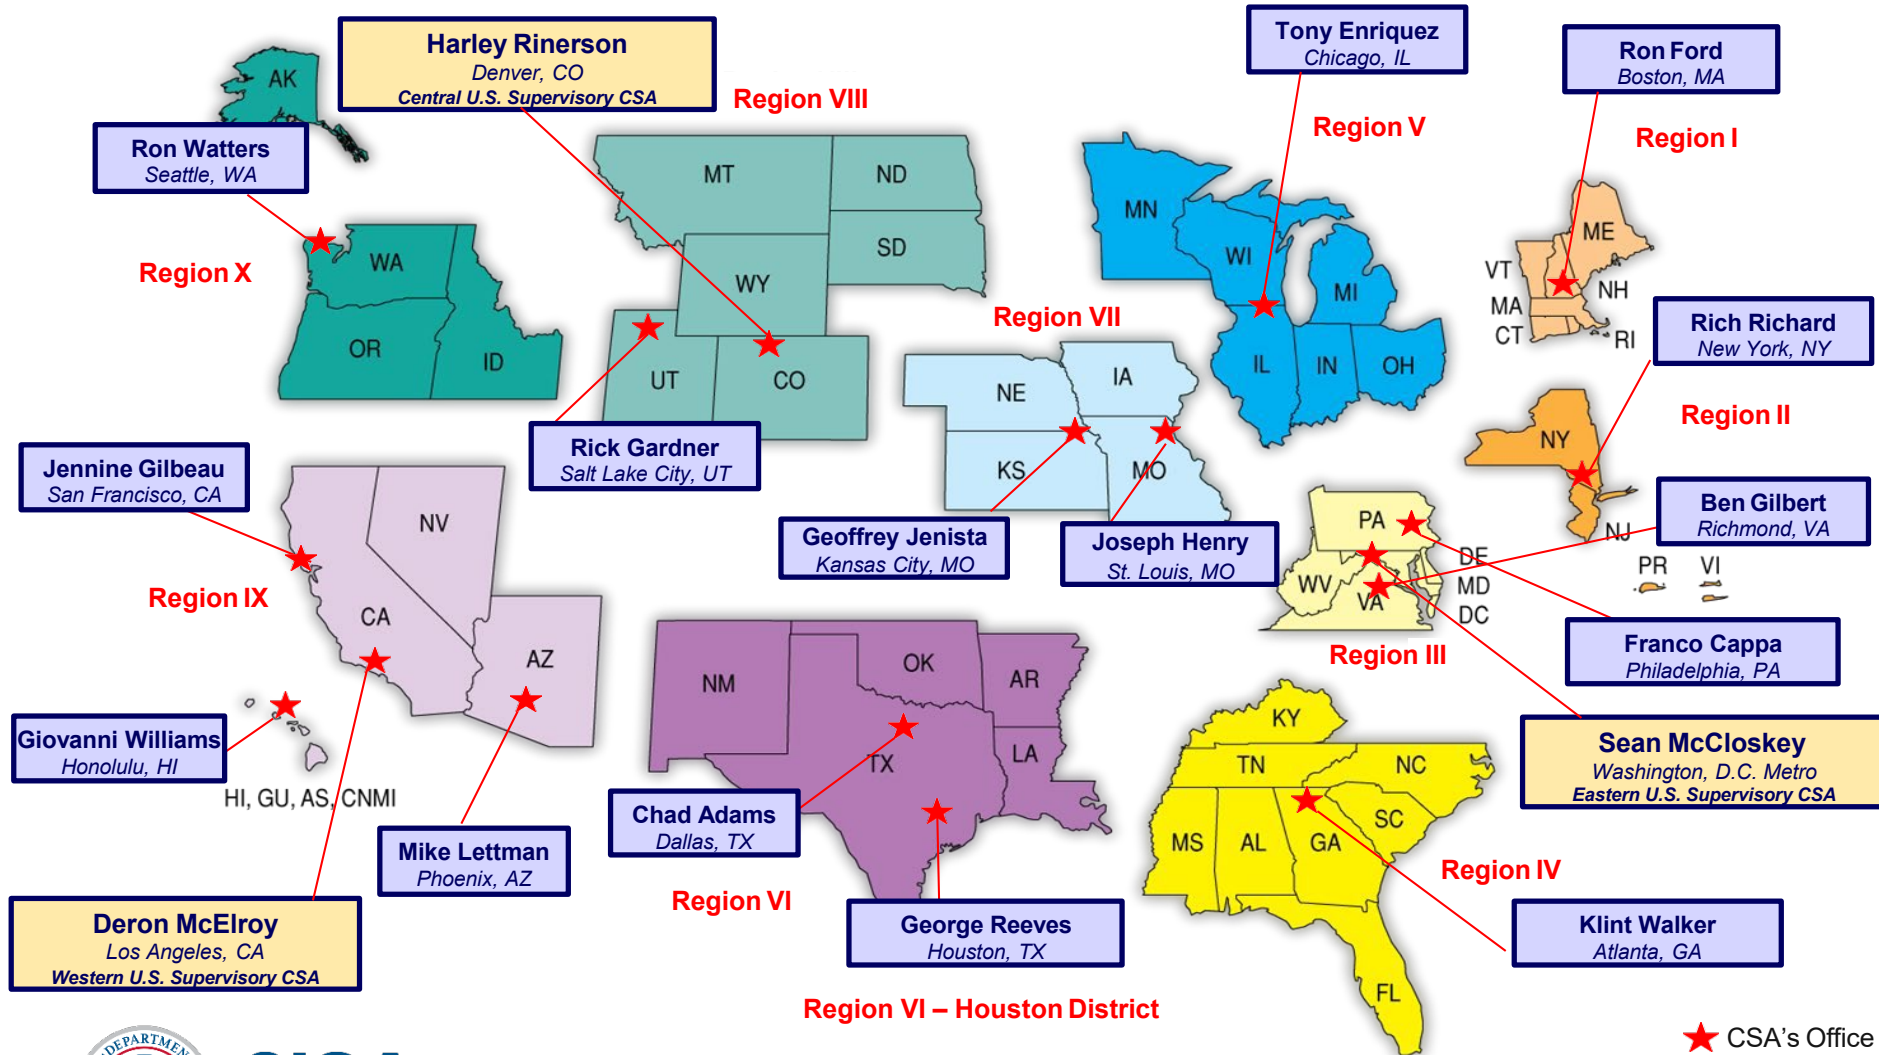 Harley Rinerson
Denver, CO
Central U.S. Supervisory CSA
Tony Enriquez
Chicago, IL
Ron Ford
Boston, MA
Region VIII
Region V
Region I
AK
Ron Watters
Seattle, WA
Region X
WA
OR
ID
MT
ND
SD
WY
UT
CO
Rick Gardner
Salt Lake City, UT
Region VII
NE
IA
KS
MO
Geoffrey Jenista
Kansas City, MO
Joseph Henry
St. Louis, MO
MN
WI
MI
IL
IN
OH
ME
VT
NH
MA
CT
RI
Rich Richard
New York, NY
Region II
NY
NJ
PR
VI
Ben Gilbert
Richmond, VA
PA
WV
VA
DE
MD
DC
Region III
Franco Cappa
Philadelphia, PA
Sean McCloskey
Washington, D.C. Metro
Eastern U.S. Supervisory CSA
Jennine Gilbeau
San Francisco, CA
Region IX
NV
CA
AZ
Giovanni Williams
Honolulu, HI
HI, GU, AS, CNMI
Mike Lettman
Phoenix, AZ
Deron McElroy
Los Angeles, CA
Western U.S. Supervisory CSA
NM
OK
AR
TX
LA
Chad Adams
Dallas, TX
Region VI
George Reeves
Houston, TX
Region VI – Houston District
KY
TN
NC
SC
MS
AL
GA
FL
Region IV
Klint Walker
Atlanta, GA
CSA's Office